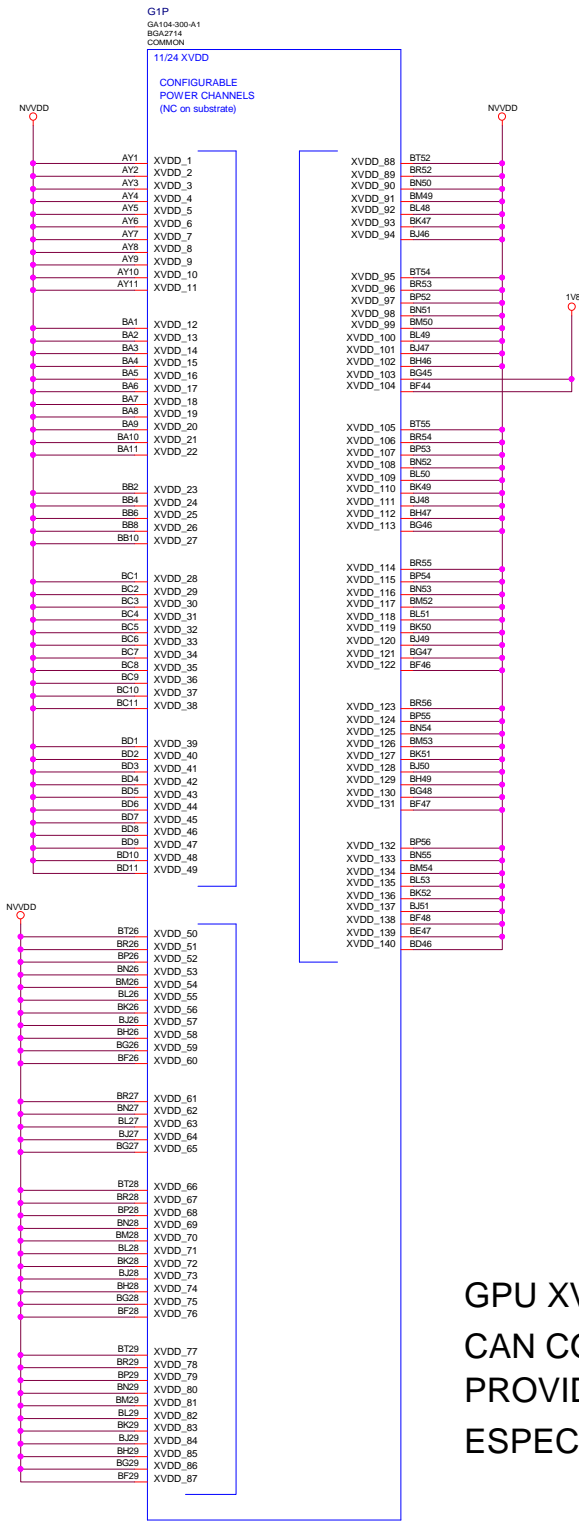 G1P
GA104-300-A1
BGA2714
COMMON
11/24 XVDD
CONFIGURABLE
POWER CHANNELS
(NC on substrate)
NVVDD
AY1 XVDD_1
AY2 XVDD_2
AY3 XVDD_3
AY4 XVDD_4
AY5 XVDD_5
AY6 XVDD_6
AY7 XVDD_7
AY8 XVDD_8
AY9 XVDD_9
AY10 XVDD_10
AY11 XVDD_11
BA1 XVDD_12
BA2 XVDD_13
BA3 XVDD_14
BA4 XVDD_15
BA5 XVDD_16
BA6 XVDD_17
BA7 XVDD_18
BA8 XVDD_19
BA9 XVDD_20
BA10 XVDD_21
BA11 XVDD_22
BB2 XVDD_23
BB4 XVDD_24
BB6 XVDD_25
BB8 XVDD_26
BB10 XVDD_27
BC1 XVDD_28
BC2 XVDD_29
BC3 XVDD_30
BC4 XVDD_31
BC5 XVDD_32
BC6 XVDD_33
BC7 XVDD_34
BC8 XVDD_35
BC9 XVDD_36
BC10 XVDD_37
BC11 XVDD_38
BD1 XVDD_39
BD2 XVDD_40
BD3 XVDD_41
BD4 XVDD_42
BD5 XVDD_43
BD6 XVDD_44
BD7 XVDD_45
BD8 XVDD_46
BD9 XVDD_47
BD10 XVDD_48
BD11 XVDD_49
NVVDD
BT26 XVDD_50
BR26 XVDD_51
BP26 XVDD_52
BN26 XVDD_53
BM26 XVDD_54
BL26 XVDD_55
BK26 XVDD_56
BJ26 XVDD_57
BH26 XVDD_58
BG26 XVDD_59
BF26 XVDD_60
BR27 XVDD_61
BN27 XVDD_62
BL27 XVDD_63
BJ27 XVDD_64
BG27 XVDD_65
BT28 XVDD_66
BR28 XVDD_67
BP28 XVDD_68
BN28 XVDD_69
BM28 XVDD_70
BL28 XVDD_71
BK28 XVDD_72
BJ28 XVDD_73
BH28 XVDD_74
BG28 XVDD_75
BF28 XVDD_76
BT29 XVDD_77
BR29 XVDD_78
BP29 XVDD_79
BN29 XVDD_80
BM29 XVDD_81
BL29 XVDD_82
BK29 XVDD_83
BJ29 XVDD_84
BH29 XVDD_85
BG29 XVDD_86
BF29 XVDD_87
NVVDD
XVDD_88 BT52
XVDD_89 BR52
XVDD_90 BN50
XVDD_91 BM49
XVDD_92 BL48
XVDD_93 BK47
XVDD_94 BJ46
XVDD_95 BT54
XVDD_96 BR53
XVDD_97 BP52
XVDD_98 BN51
XVDD_99 BM50
XVDD_100 BL49
XVDD_101 BJ47
XVDD_102 BH46
XVDD_103 BG45
XVDD_104 BF44
1V8
XVDD_105 BT55
XVDD_106 BR54
XVDD_107 BP53
XVDD_108 BN52
XVDD_109 BL50
XVDD_110 BK49
XVDD_111 BJ48
XVDD_112 BH47
XVDD_113 BG46
XVDD_114 BR55
XVDD_115 BP54
XVDD_116 BN53
XVDD_117 BM52
XVDD_118 BL51
XVDD_119 BK50
XVDD_120 BJ49
XVDD_121 BG47
XVDD_122 BF46
XVDD_123 BR56
XVDD_124 BP55
XVDD_125 BN54
XVDD_126 BM53
XVDD_127 BK51
XVDD_128 BJ50
XVDD_129 BH49
XVDD_130 BG48
XVDD_131 BF47
XVDD_132 BP56
XVDD_133 BN55
XVDD_134 BM54
XVDD_135 BL53
XVDD_136 BK52
XVDD_137 BJ51
XVDD_138 BF48
XVDD_139 BE47
XVDD_140 BD46
GPU XV
CAN CO
PROVID
ESPEC